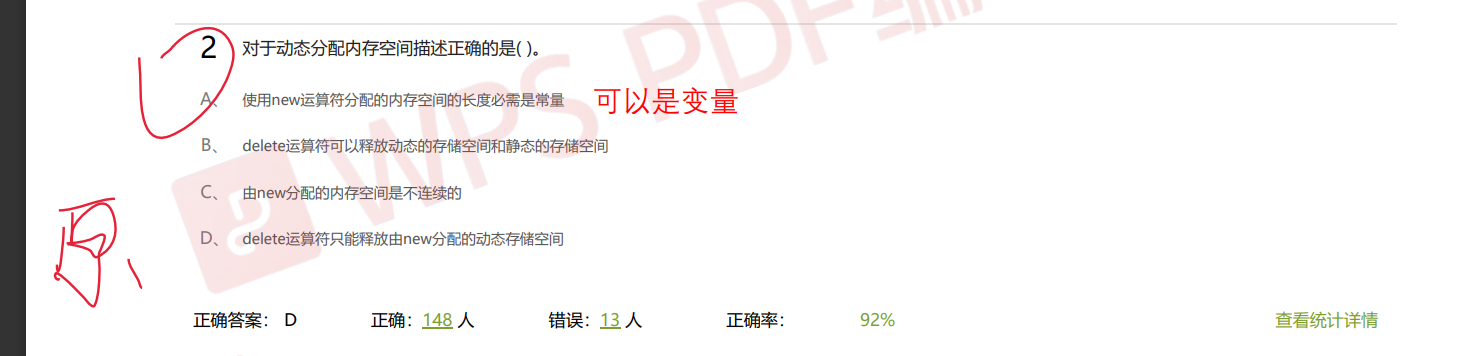 2 对于动态分配内存空间描述正确的是( )。
A、 使用new运算符分配的内存空间的长度必需是常量 可以是变量
B、 delete运算符可以释放动态的存储空间和静态的存储空间
C、 由new分配的内存空间是不连续的
D、 delete运算符只能释放由new分配的动态存储空间
正确答案： D 正确：148 人 错误：13 人 正确率： 92% 查看统计详情
WPS PDF